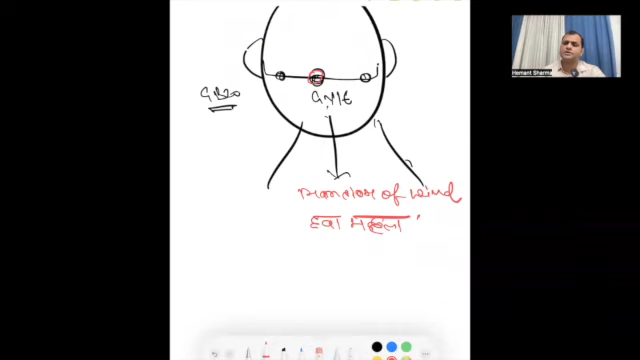 GB20
GV16
Mansion of wind
हवा महल
Hemant Sharma